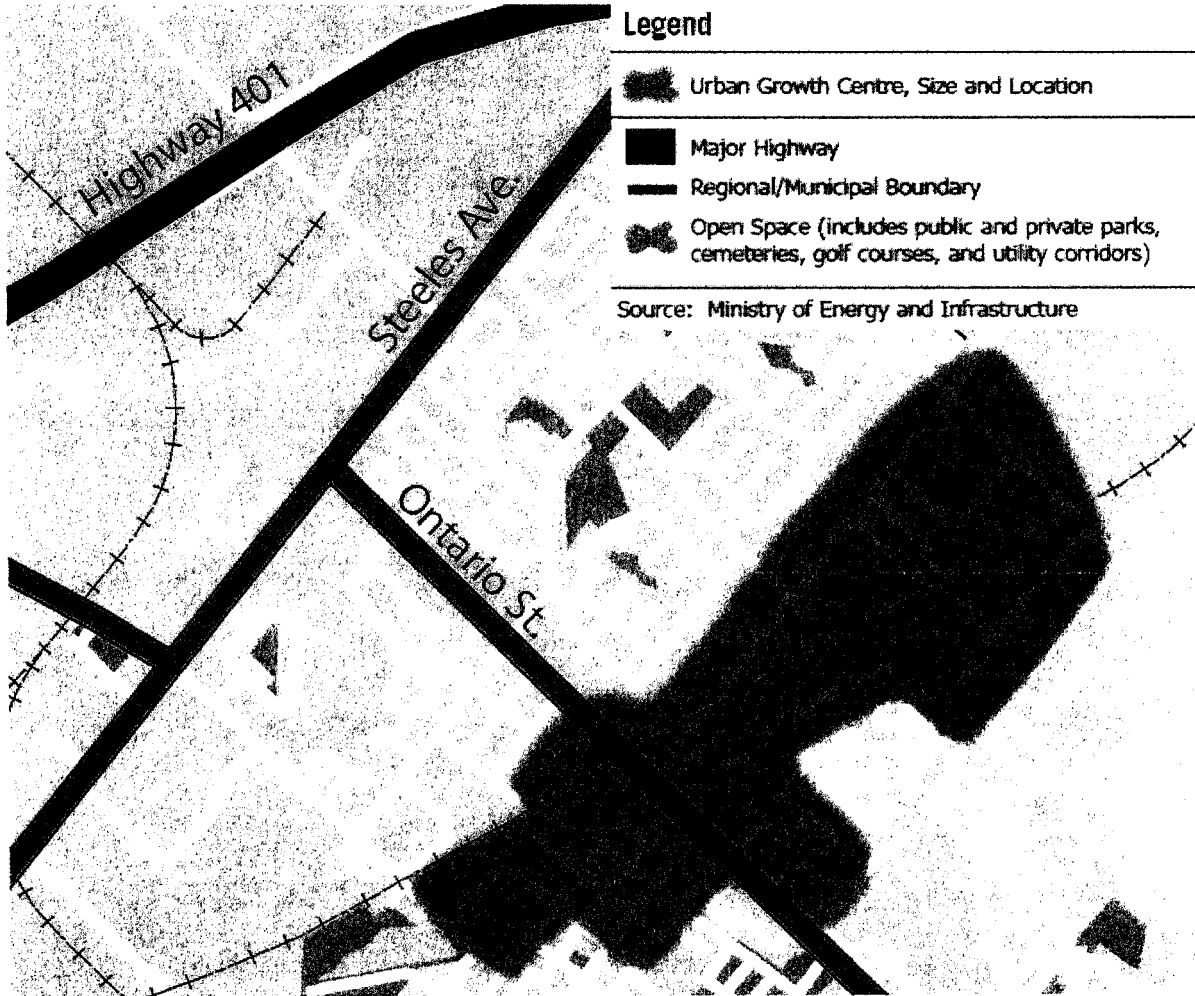 Legend
Urban Growth Centre, Size and Location
Major Highway
Regional/Municipal Boundary
Open Space (includes public and private parks,
cemeteries, golf courses, and utility corridors)
Source: Ministry of Energy and Infrastructure
Highway 401
Steeles Ave.
Ontario St.